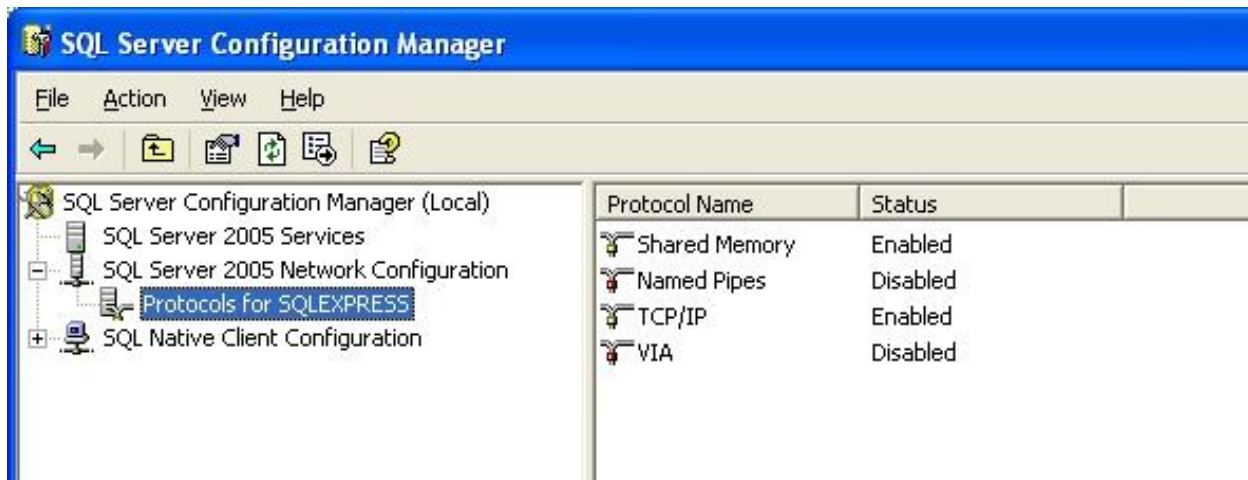 SQL Server Configuration Manager
File Action View Help
SQL Server Configuration Manager (Local)
SQL Server 2005 Services
SQL Server 2005 Network Configuration
Protocols for SQLEXPRESS
SQL Native Client Configuration
Protocol Name Status
Shared Memory Enabled
Named Pipes Disabled
TCP/IP Enabled
VIA Disabled